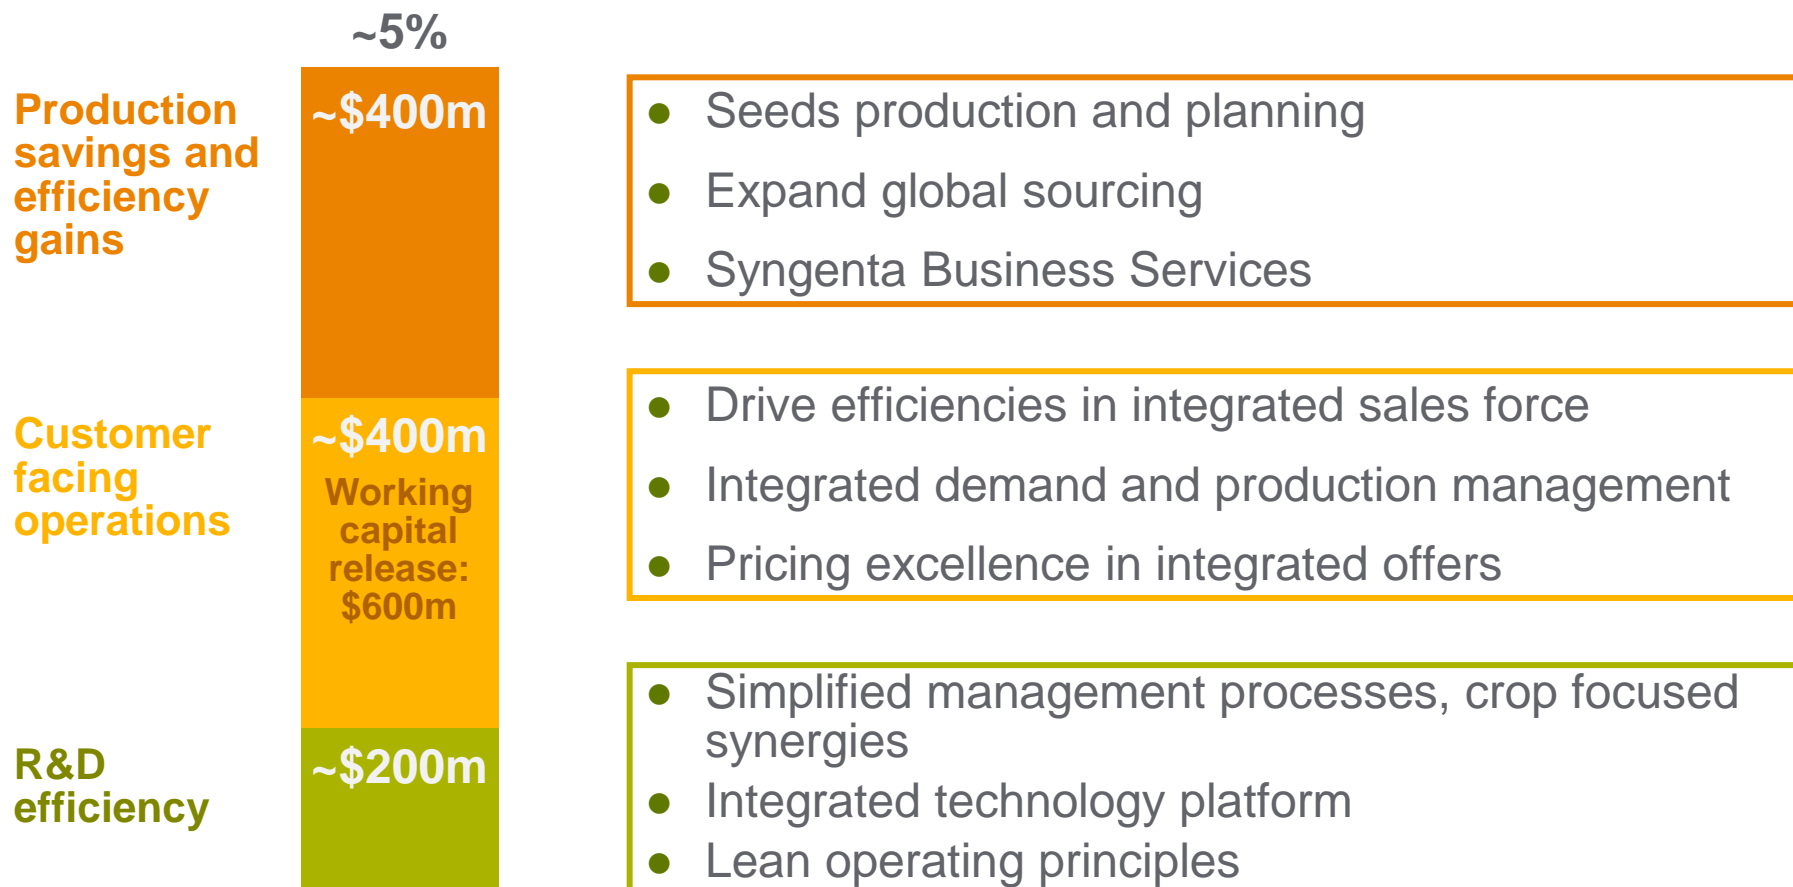 ~5%
Production
savings and
efficiency
gains
~$400m
● Seeds production and planning
● Expand global sourcing
● Syngenta Business Services
Customer
facing
operations
~$400m
Working
capital
release:
$600m
● Drive efficiencies in integrated sales force
● Integrated demand and production management
● Pricing excellence in integrated offers
R&D
efficiency
~$200m
● Simplified management processes, crop focused
synergies
● Integrated technology platform
● Lean operating principles